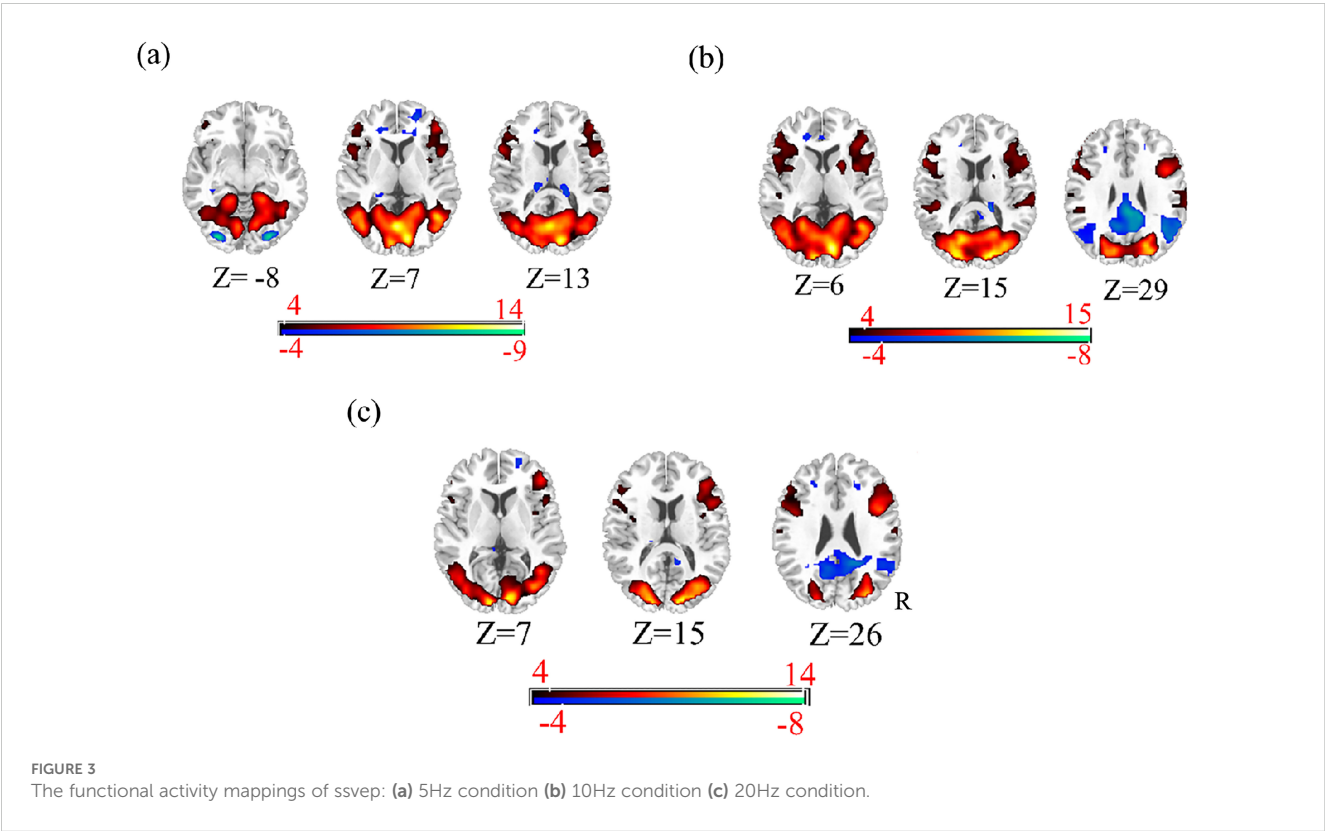 (a)
(b)
Z= -8
Z=7
Z=13
4
14
-4
-9
Z=6
Z=15
Z=29
4
15
-4
-8
(c)
R
Z=7
Z=15
Z=26
4
14
-4
-8
FIGURE 3
The functional activity mappings of ssvep: (a) 5Hz condition (b) 10Hz condition (c) 20Hz condition.